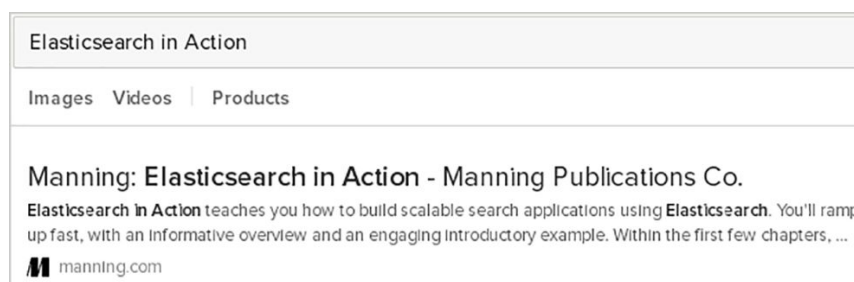 Elasticsearch in Action
Images Videos Products
Manning: Elasticsearch in Action - Manning Publications Co.
Elasticsearch in Action teaches you how to build scalable search applications using Elasticsearch. You'll ramp
up fast, with an informative overview and an engaging introductory example. Within the first few chapters, ...
manning.com